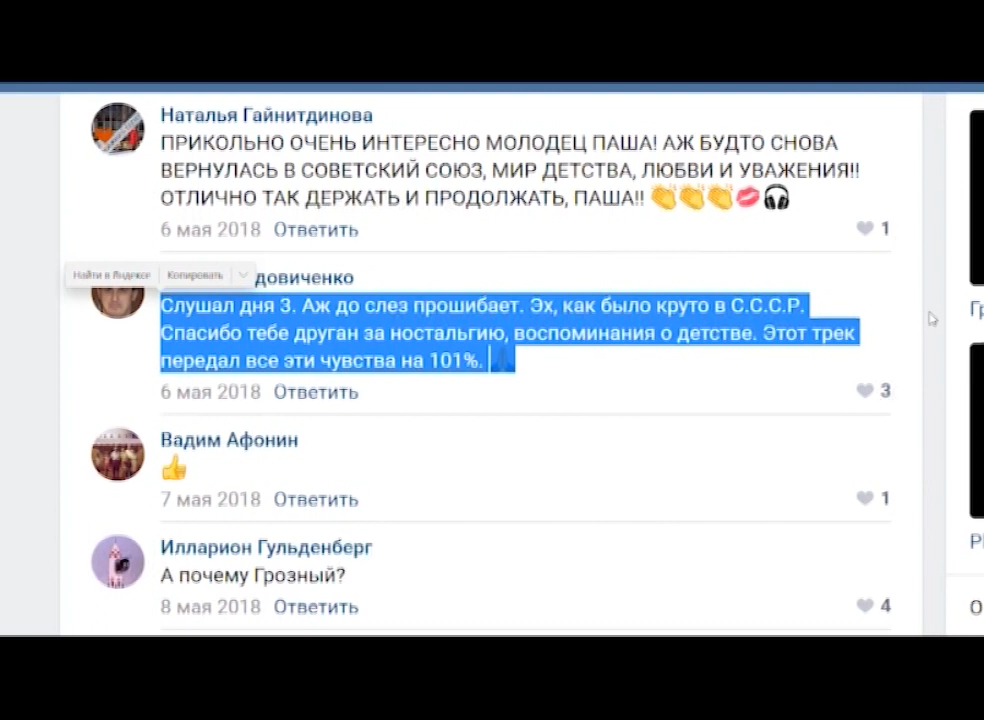 Наталья Гайнитдинова
ПРИКОЛЬНО ОЧЕНЬ ИНТЕРЕСНО МОЛОДЕЦ ПАША! АЖ БУДТО СНОВА
ВЕРНУЛАСЬ В СОВЕТСКИЙ СОЮЗ, МИР ДЕТСТВА, ЛЮБВИ И УВАЖЕНИЯ!!
ОТЛИЧНО ТАК ДЕРЖАТЬ И ПРОДОЛЖАТЬ, ПАША!! 👏👏👏💋🎧
6 мая 2018 Ответить 1
Найти в Яндексе Копировать
довиченко
Слушал дня 3. Аж до слез прошибает. Эх, как было круто в С.С.С.Р.
Спасибо тебе друган за ностальгию, воспоминания о детстве. Этот трек
передал все эти чувства на 101%.
6 мая 2018 Ответить 3
Вадим Афонин
👍
7 мая 2018 Ответить 1
Илларион Гульденберг
А почему Грозный?
8 мая 2018 Ответить 4